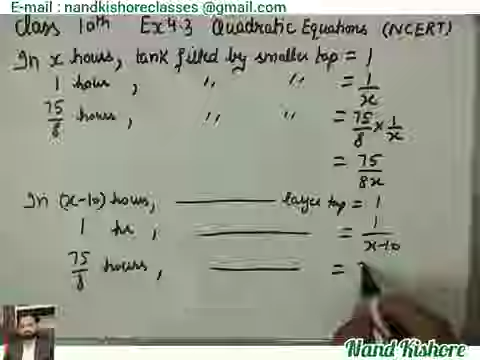 E-mail : nandkishoreclasses @gmail.com
Class 10th Ex 4.3 Quadratic Equations (NCERT)
In x hours, tank filled by smaller tap = 1
1 hour, " " = 1/x
75/8 hours, " " = 75/8 × 1/x
= 75/8x
In (x-10) hours, ——— larger tap = 1
1 hr, ——— = 1/x-10
75/8 hours, ——— =
Nand Kishore